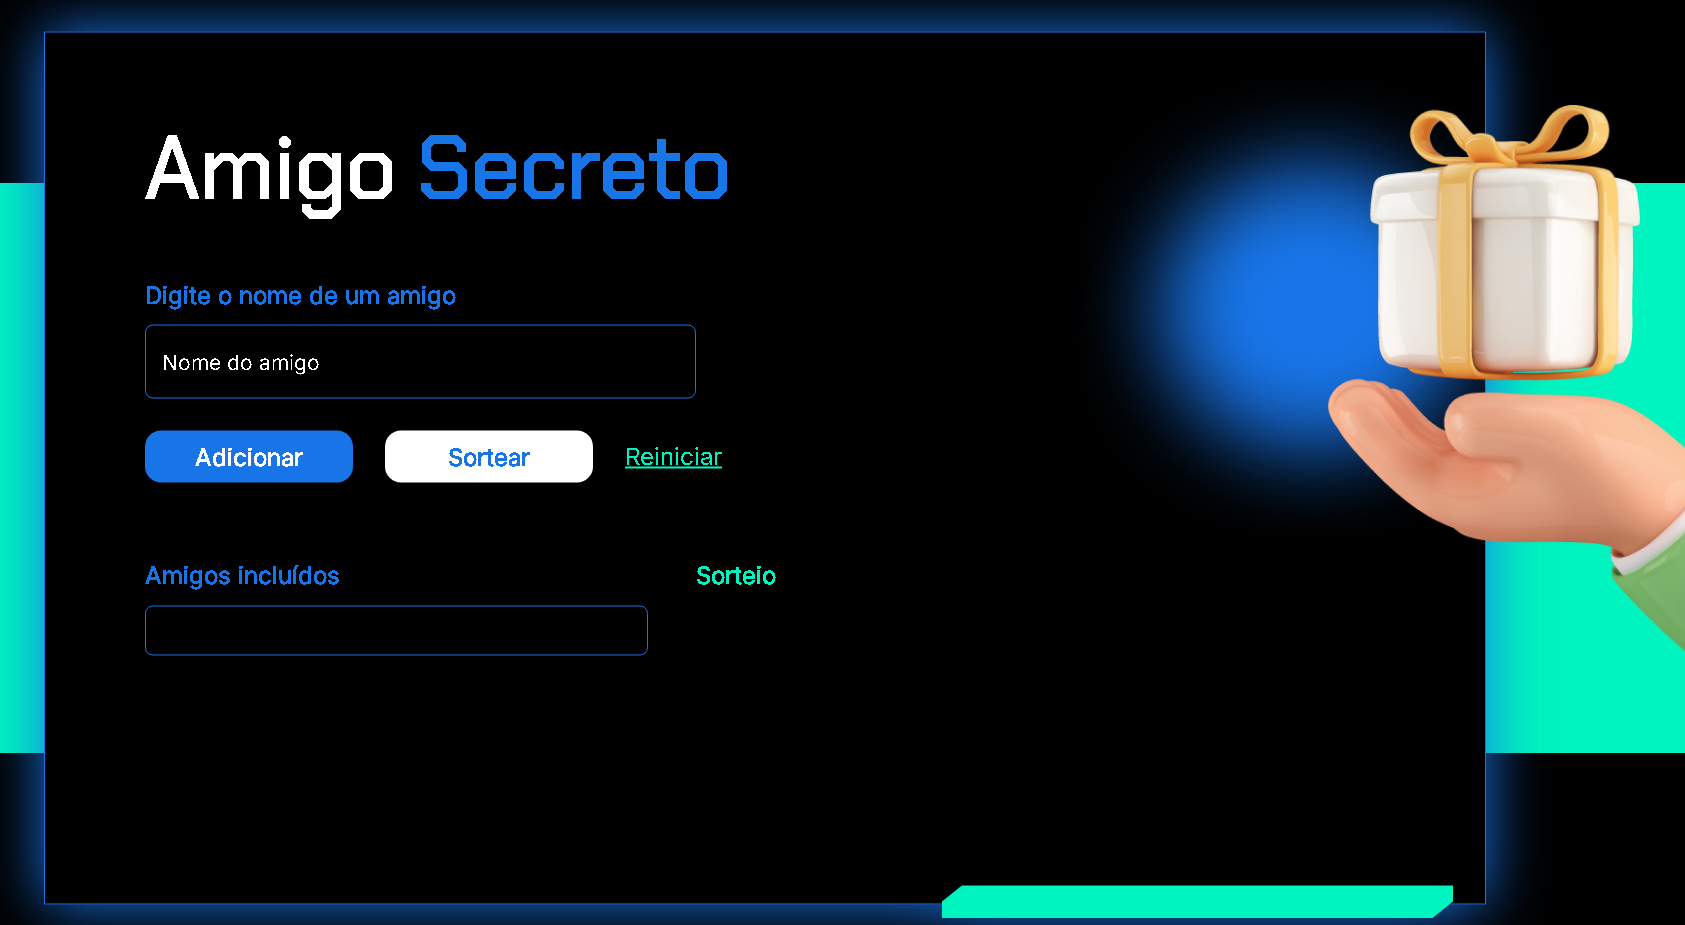 Amigo Secreto
Digite o nome de um amigo
Nome do amigo
Adicionar Sortear Reiniciar
Amigos incluídos Sorteio